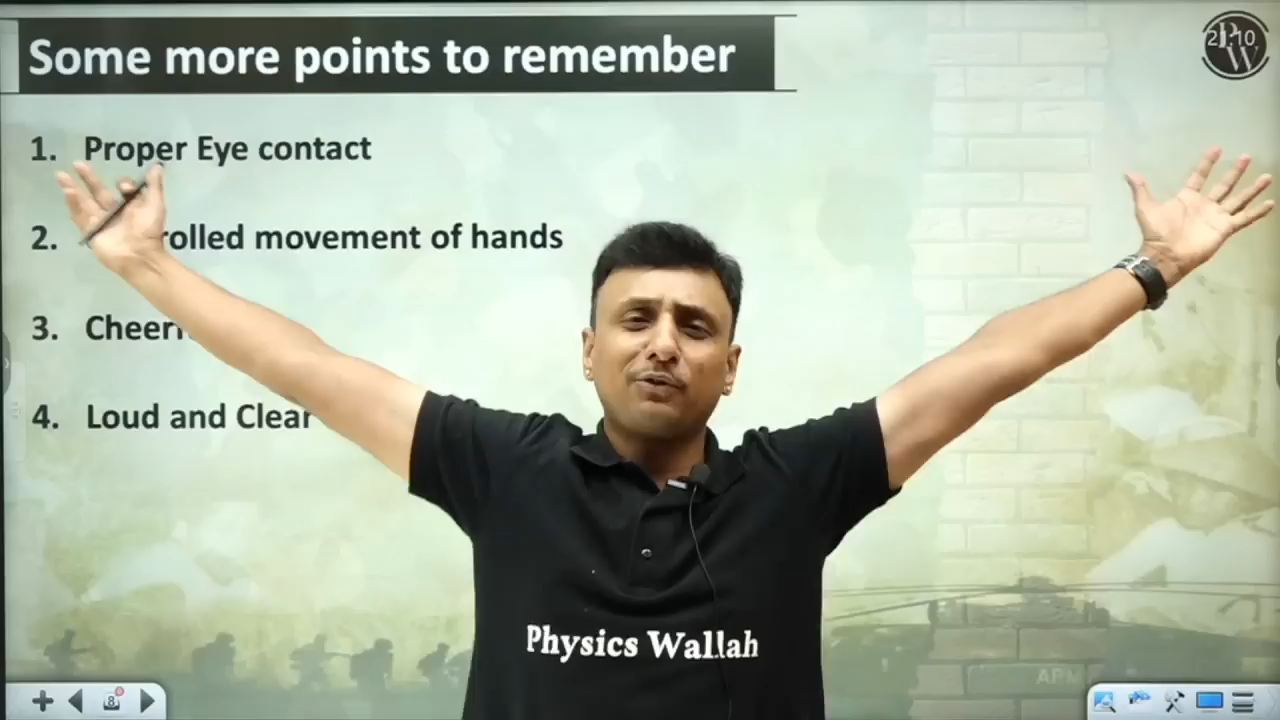 Some more points to remember
1. Proper Eye contact
2. rolled movement of hands
3. Cheer
4. Loud and Clear
Physics Wallah